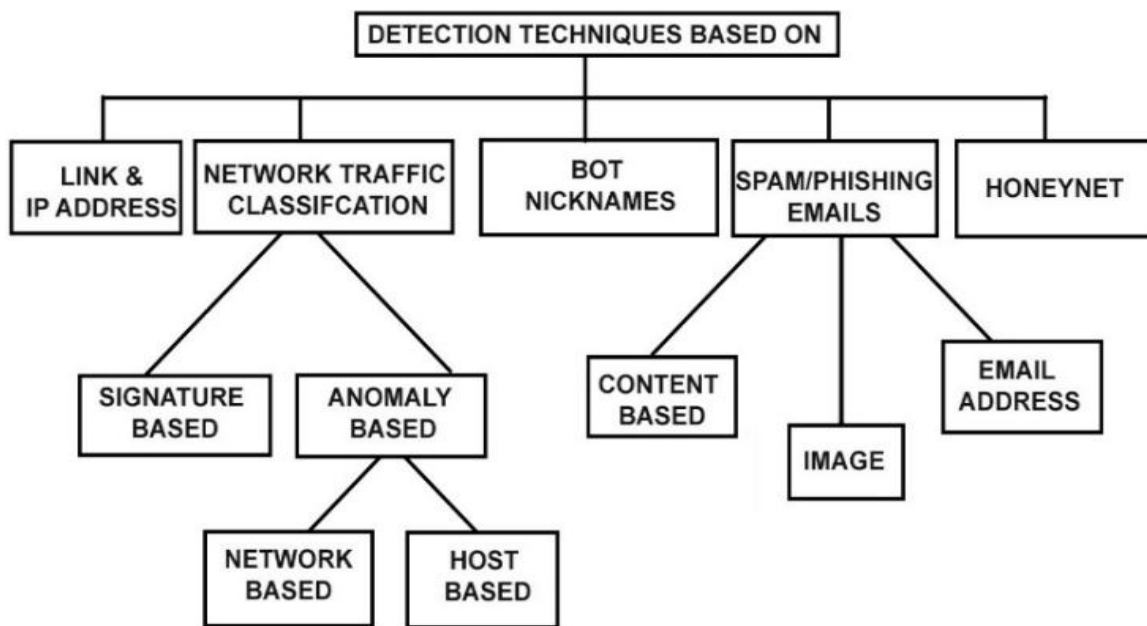 DETECTION TECHNIQUES BASED ON
LINK &
IP ADDRESS
NETWORK TRAFFIC
CLASSIFCATION
BOT
NICKNAMES
SPAM/PHISHING
EMAILS
HONEYNET
SIGNATURE
BASED
ANOMALY
BASED
CONTENT
BASED
IMAGE
EMAIL
ADDRESS
NETWORK
BASED
HOST
BASED